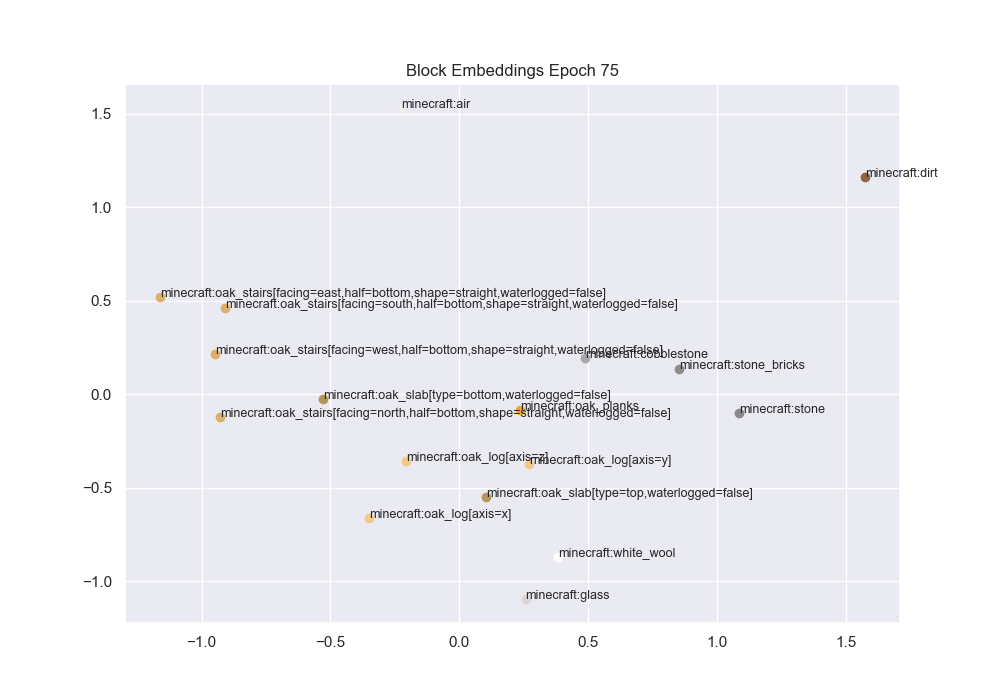 Block Embeddings Epoch 75
minecraft:air
1.5
minecraft:dirt
1.0
minecraft:oak_stairs[facing=east,half=bottom,shape=straight,waterlogged=false]
0.5
minecraft:oak_stairs[facing=south,half=bottom,shape=straight,waterlogged=false]
minecraft:oak_stairs[facing=west,half=bottom,shape=straight,waterlogged=false]
minecraft:cobblestone
minecraft:stone_bricks
0.0
minecraft:oak_slab[type=bottom,waterlogged=false]
minecraft:oak_planks
minecraft:stone
minecraft:oak_stairs[facing=north,half=bottom,shape=straight,waterlogged=false]
minecraft:oak_log[axis=z]
minecraft:oak_log[axis=y]
−0.5
minecraft:oak_slab[type=top,waterlogged=false]
minecraft:oak_log[axis=x]
minecraft:white_wool
−1.0
minecraft:glass
−1.0 −0.5 0.0 0.5 1.0 1.5